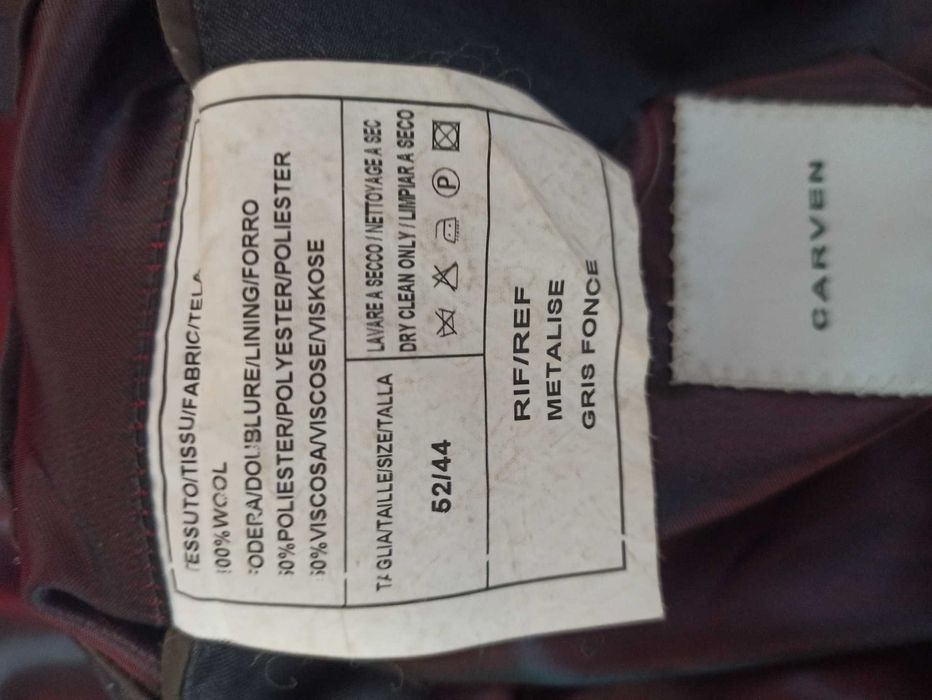 TESSUTO/TISSU/FABRIC/TELA
100%WOOL
FODERA/DOUBLURE/LINING/FORRO
50%POLIESTER/POLYESTER/POLIESTER
50%VISCOSA/VISCOSE/VISKOSE
TAGLIA/TAILLE/SIZE/TALLA
52/44
LAVARE A SECCO / NETTOYAGE A SEC
DRY CLEAN ONLY / LIMPIAR A SECO
P
RIF/REF
METALISE
GRIS FONCE
CARVEN